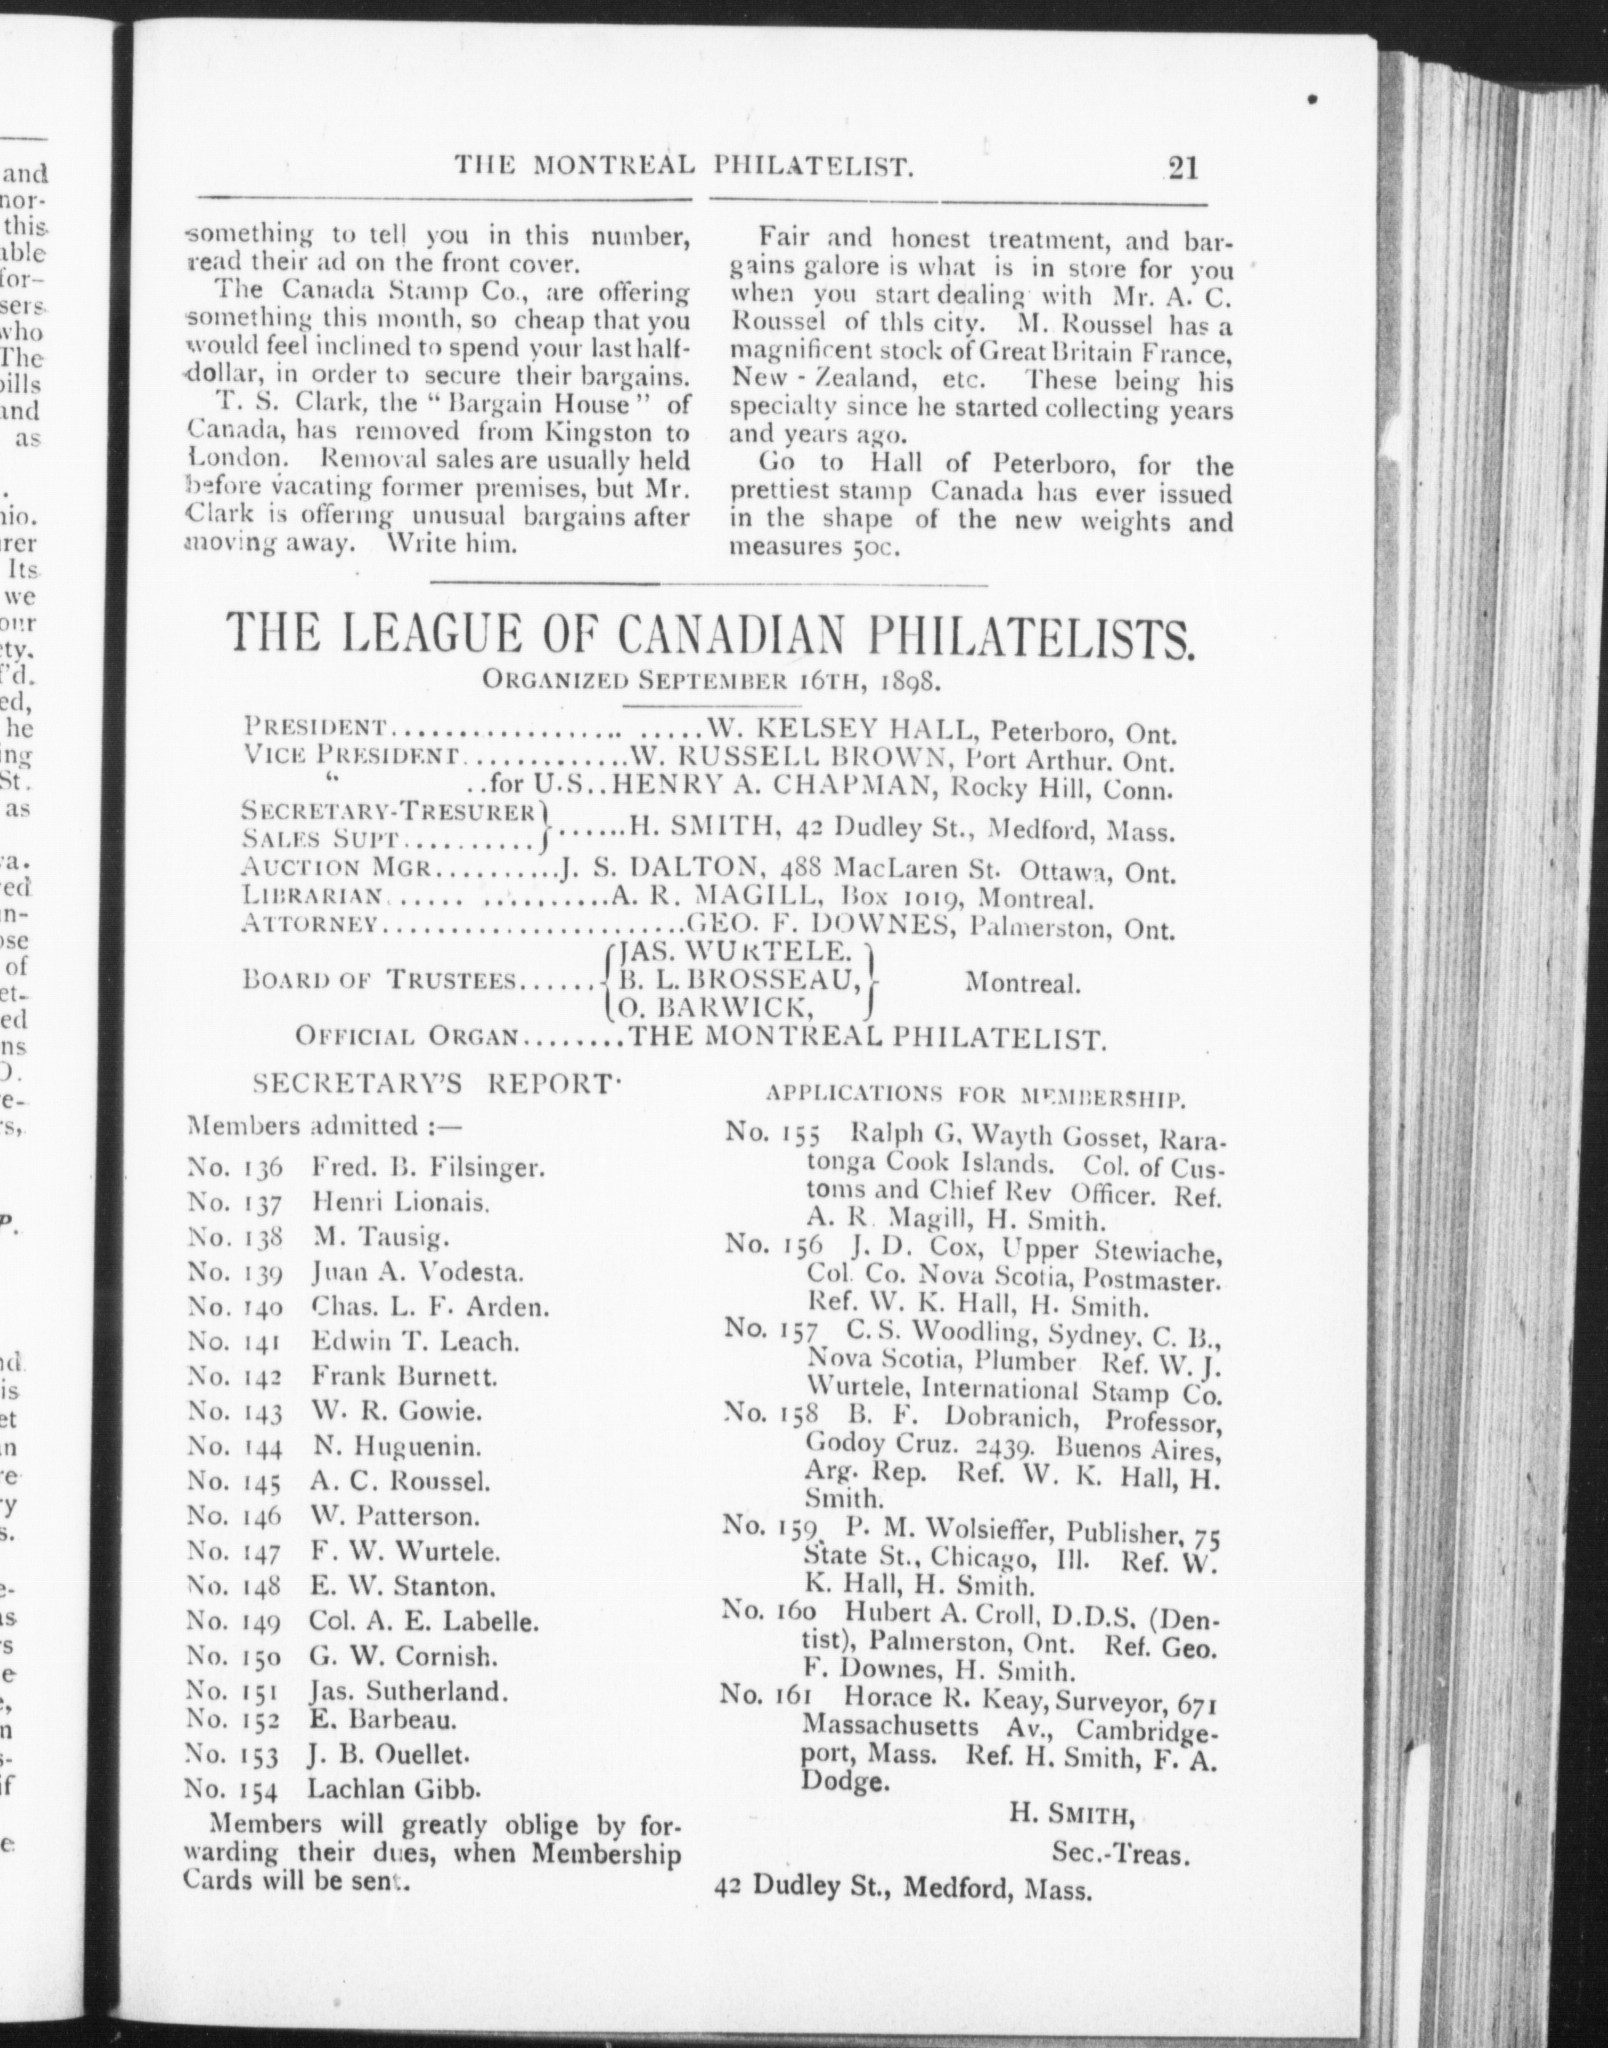 THE MONTREAL PHILATELIST.
21
something to tell you in this number,
read their ad on the front cover.
The Canada Stamp Co., are offering
something this month, so cheap that you
would feel inclined to spend your last half-
dollar, in order to secure their bargains.
T. S. Clark, the “Bargain House” of
Canada, has removed from Kingston to
London. Removal sales are usually held
before vacating former premises, but Mr.
Clark is offering unusual bargains after
moving away. Write him.
Fair and honest treatment, and bar-
gains galore is what is in store for you
when you start dealing with Mr. A. C.
Roussel of thls city. M. Roussel has a
magnificent stock of Great Britain France,
New - Zealand, etc. These being his
specialty since he started collecting years
and years ago.
Go to Hall of Peterboro, for the
prettiest stamp Canada has ever issued
in the shape of the new weights and
measures 50c.
THE LEAGUE OF CANADIAN PHILATELISTS.
ORGANIZED SEPTEMBER 16TH, 1898.
PRESIDENT.................. .....W. KELSEY HALL, Peterboro, Ont.
VICE PRESIDENT.............W. RUSSELL BROWN, Port Arthur. Ont.
“ ..for U.S..HENRY A. CHAPMAN, Rocky Hill, Conn.
SECRETARY-TRESURER
SALES SUPT..........
}......H. SMITH, 42 Dudley St., Medford, Mass.
AUCTION MGR..........J. S. DALTON, 488 MacLaren St. Ottawa, Ont.
LIBRARIAN...... ..........A. R. MAGILL, Box 1019, Montreal.
ATTORNEY.......................GEO. F. DOWNES, Palmerston, Ont.
JAS. WURTELE.
BOARD OF TRUSTEES......{B. L. BROSSEAU,} Montreal.
O. BARWICK,
OFFICIAL ORGAN........THE MONTREAL PHILATELIST.
SECRETARY'S REPORT.
Members admitted :—
No. 136 Fred. B. Filsinger.
No. 137 Henri Lionais.
No. 138 M. Tausig.
No. 139 Juan A. Vodesta.
No. 140 Chas. L. F. Arden.
No. 141 Edwin T. Leach.
No. 142 Frank Burnett.
No. 143 W. R. Gowie.
No. 144 N. Huguenin.
No. 145 A. C. Roussel.
No. 146 W. Patterson.
No. 147 F. W. Wurtele.
No. 148 E. W. Stanton.
No. 149 Col. A. E. Labelle.
No. 150 G. W. Cornish.
No. 151 Jas. Sutherland.
No. 152 E. Barbeau.
No. 153 J. B. Ouellet.
No. 154 Lachlan Gibb.
Members will greatly oblige by for-
warding their dues, when Membership
Cards will be sent.
APPLICATIONS FOR MEMBERSHIP.
No. 155 Ralph G. Wayth Gosset, Rara-
tonga Cook Islands. Col. of Cus-
toms and Chief Rev Officer. Ref.
A. R. Magill, H. Smith.
No. 156 J. D. Cox, Upper Stewiache,
Col. Co. Nova Scotia, Postmaster.
Ref. W. K. Hall, H. Smith.
No. 157 C. S. Woodling, Sydney, C. B.,
Nova Scotia, Plumber Ref. W. J.
Wurtele, International Stamp Co.
No. 158 B. F. Dobranich, Professor,
Godoy Cruz. 2439. Buenos Aires,
Arg. Rep. Ref. W. K. Hall, H.
Smith.
No. 159 P. M. Wolsieffer, Publisher, 75
State St., Chicago, Ill. Ref. W.
K. Hall, H. Smith.
No. 160 Hubert A. Croll, D.D.S. (Den-
tist), Palmerston, Ont. Ref. Geo.
F. Downes, H. Smith.
No. 161 Horace R. Keay, Surveyor, 671
Massachusetts Av., Cambridge-
port, Mass. Ref. H. Smith, F. A.
Dodge.
H. SMITH,
Sec.-Treas.
42 Dudley St., Medford, Mass.